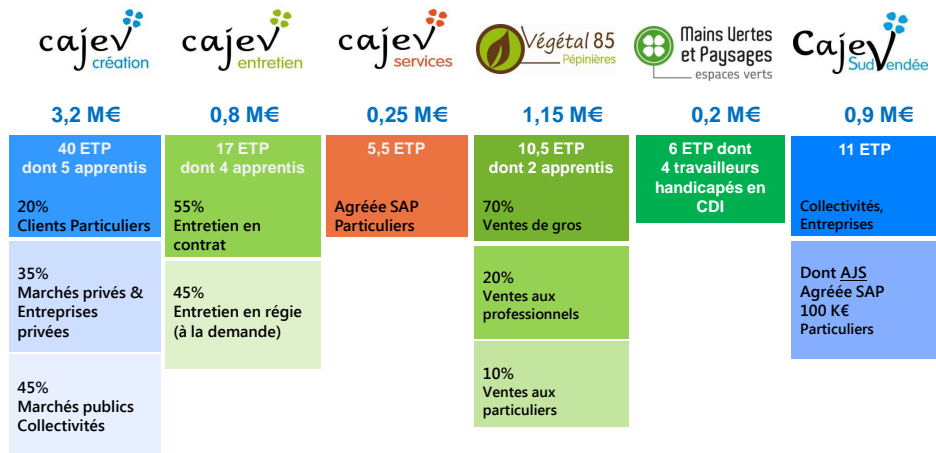 cajev
création
cajev
entretien
cajev
services
Végétal 85
Pépinières
Mains Vertes
et Paysages
espaces verts
Cajev
Sud Vendée
3,2 M€
0,8 M€
0,25 M€
1,15 M€
0,2 M€
0,9 M€
40 ETP
dont 5 apprentis
20%
Clients Particuliers
35%
Marchés privés &
Entreprises
privées
45%
Marchés publics
Collectivités
17 ETP
dont 4 apprentis
55%
Entretien en
contrat
45%
Entretien en régie
(à la demande)
5,5 ETP
Agréée SAP
Particuliers
10,5 ETP
dont 2 apprentis
70%
Ventes de gros
20%
Ventes aux
professionnels
10%
Ventes aux
particuliers
6 ETP dont
4 travailleurs
handicapés en
CDI
11 ETP
Collectivités,
Entreprises
Dont AJS
Agréée SAP
100 K€
Particuliers